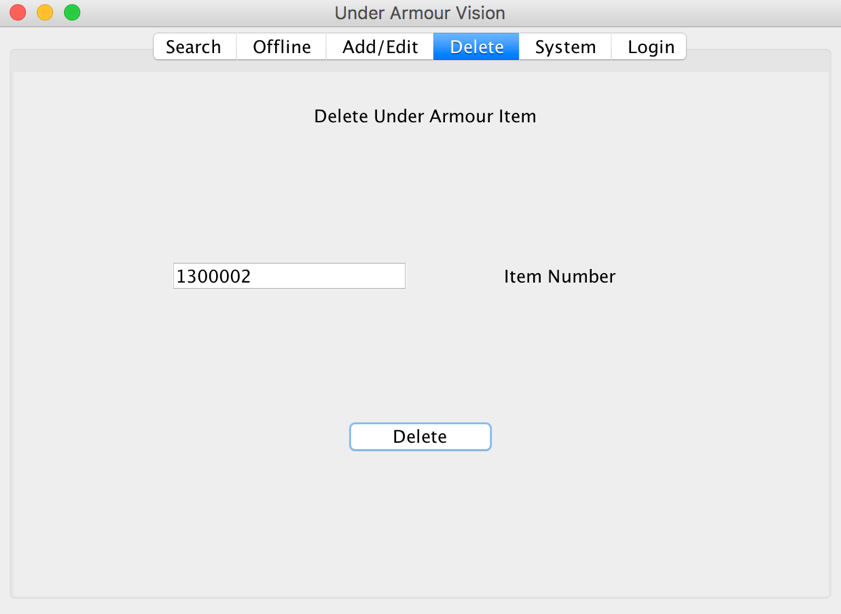 Under Armour Vision
Search Offline Add/Edit Delete System Login
Delete Under Armour Item
1300002 Item Number
Delete